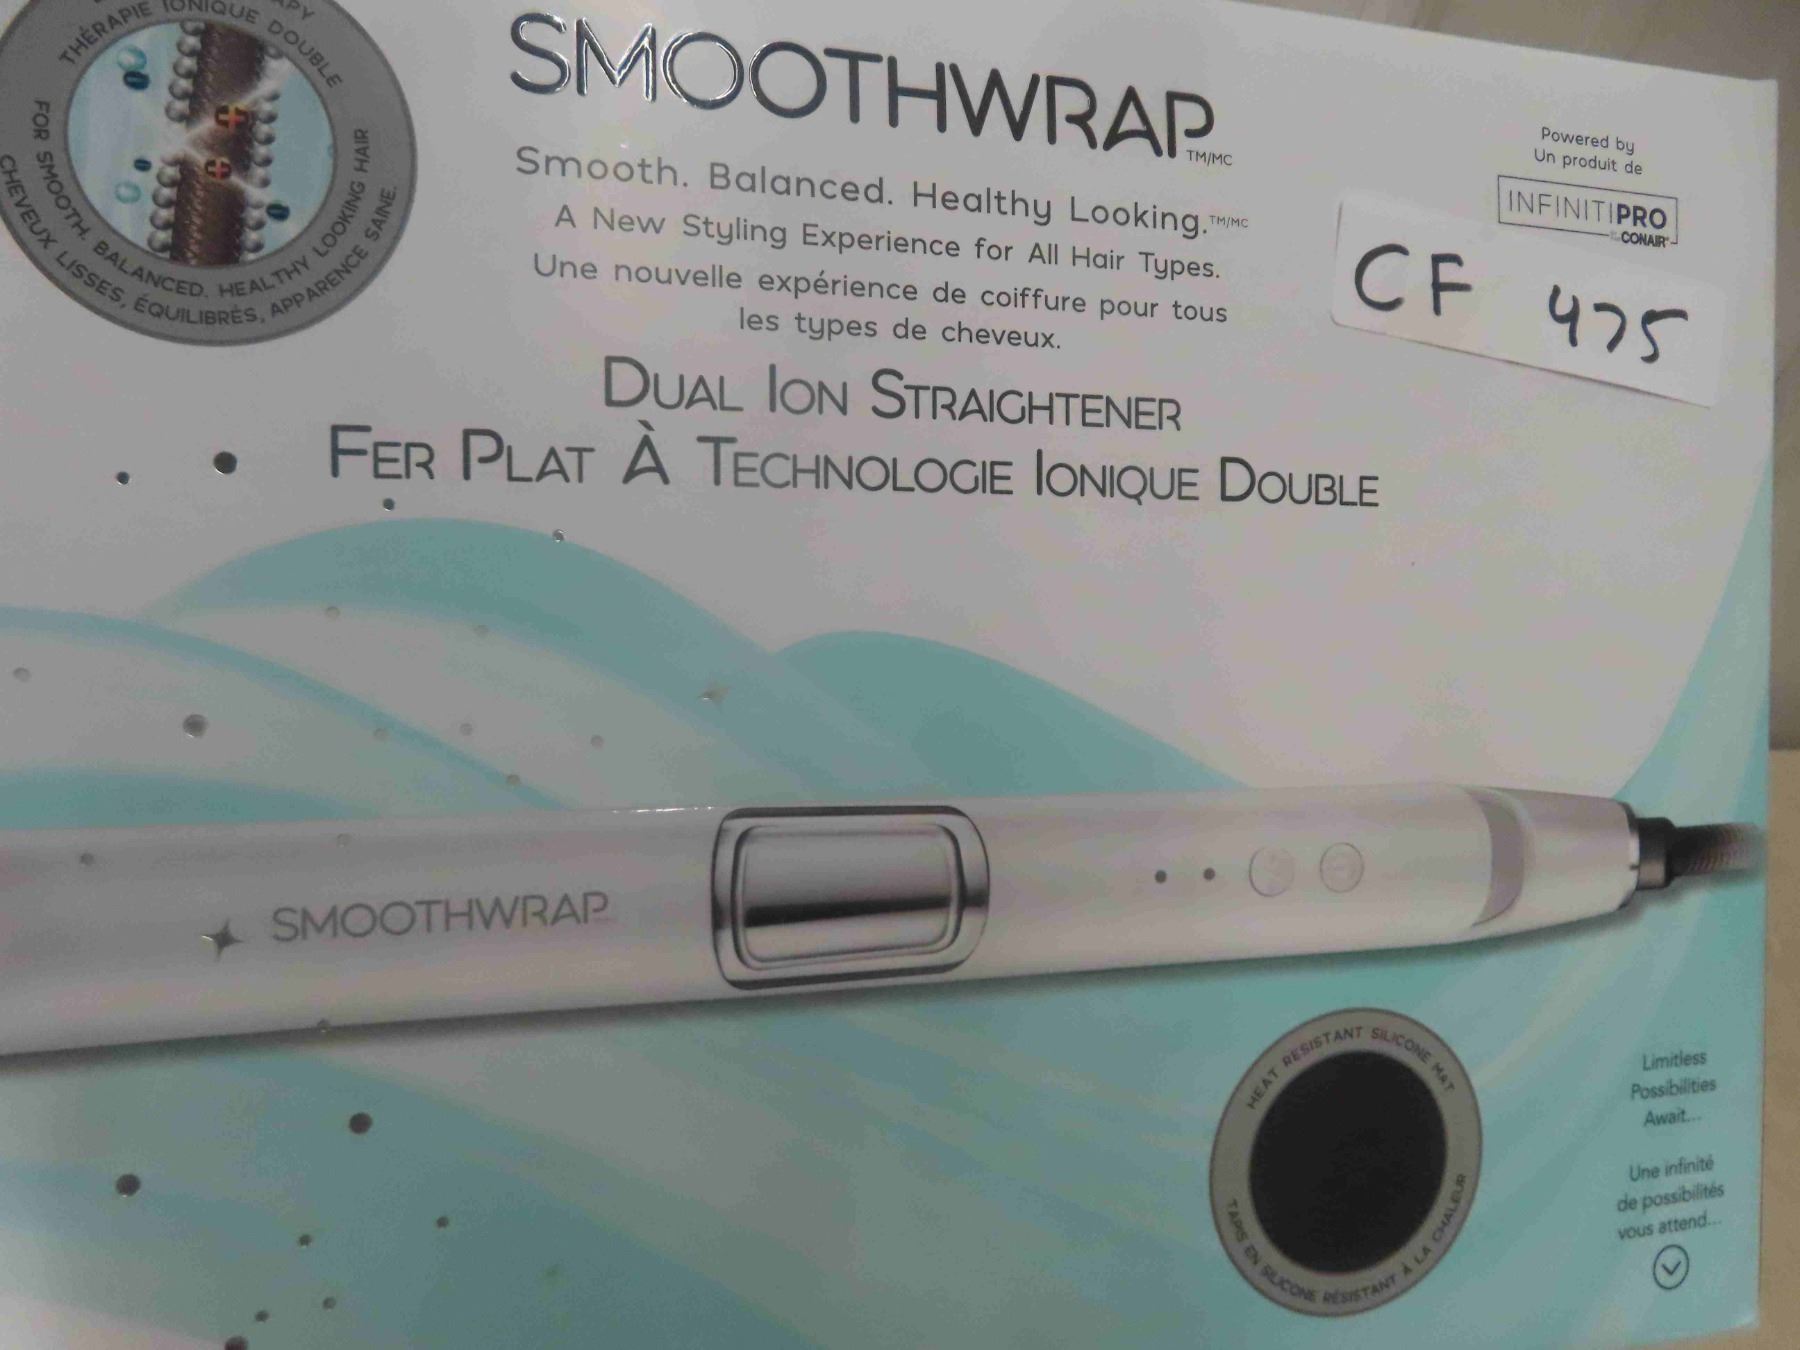 THÉRAPIE IONIQUE DOUBLE
FOR SMOOTH. BALANCED. HEALTHY LOOKING HAIR
CHEVEUX LISSES, ÉQUILIBRÉS, APPARENCE SAINE.
SMOOTHWRAP TM/MC
Smooth. Balanced. Healthy Looking.TM/MC
A New Styling Experience for All Hair Types.
Une nouvelle expérience de coiffure pour tous
les types de cheveux.
DUAL ION STRAIGHTENER
FER PLAT À TECHNOLOGIE IONIQUE DOUBLE
Powered by
Un produit de
INFINITIPRO
CONAIR
CF 475
SMOOTHWRAP
HEAT RESISTANT SILICONE MAT
TAPIS EN SILICONE RÉSISTANT À LA CHALEUR
Limitless
Possibilities
Await...
Une infinité
de possibilités
vous attend...